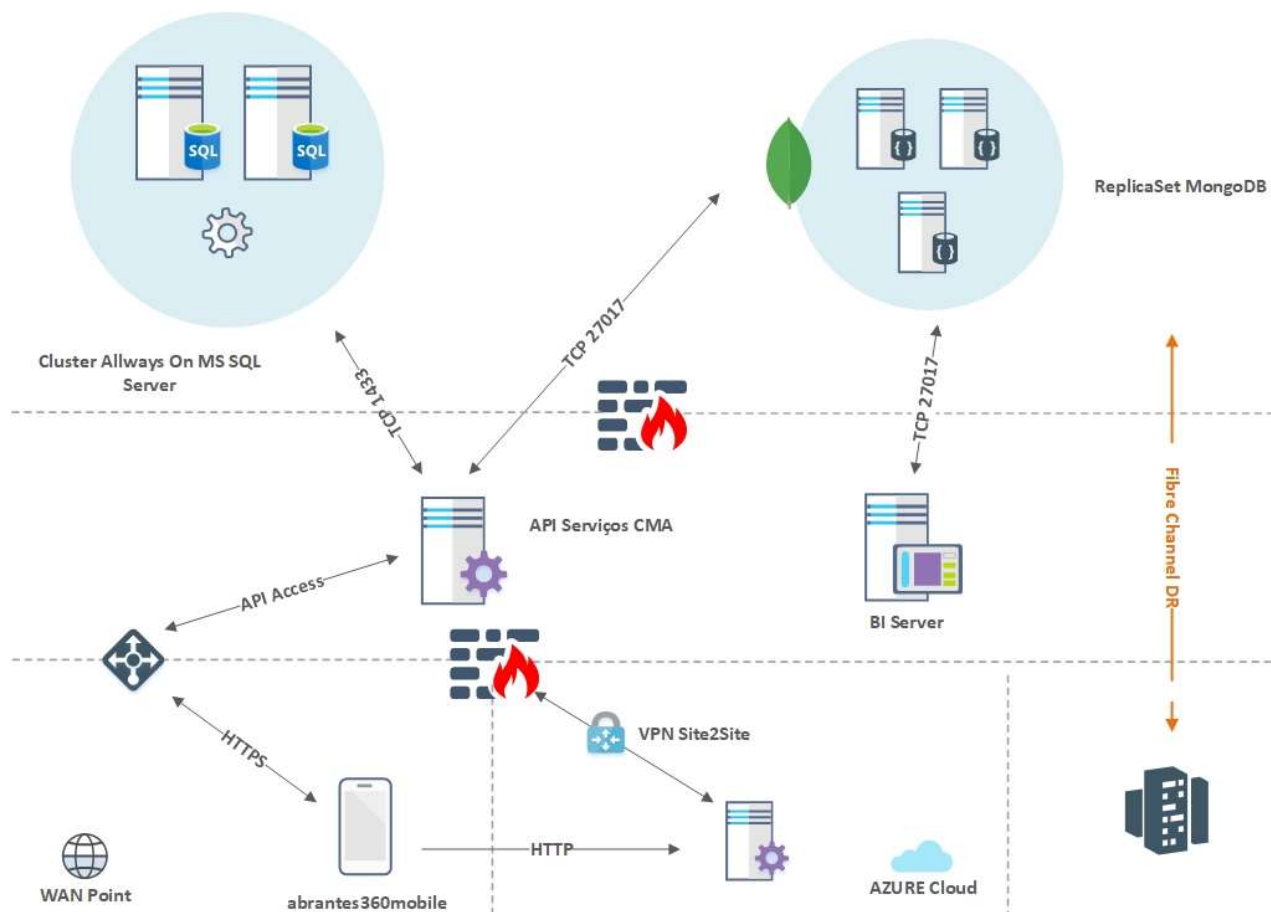 SQL
SQL
ReplicaSet MongoDB
Cluster Allways On MS SQL
Server
TCP 1433
TCP 27017
TCP 27017
Fibre Channel DR
API Serviços CMA
API Access
BI Server
HTTPS
VPN Site2Site
HTTP
WAN Point
abrantes360mobile
AZURE Cloud